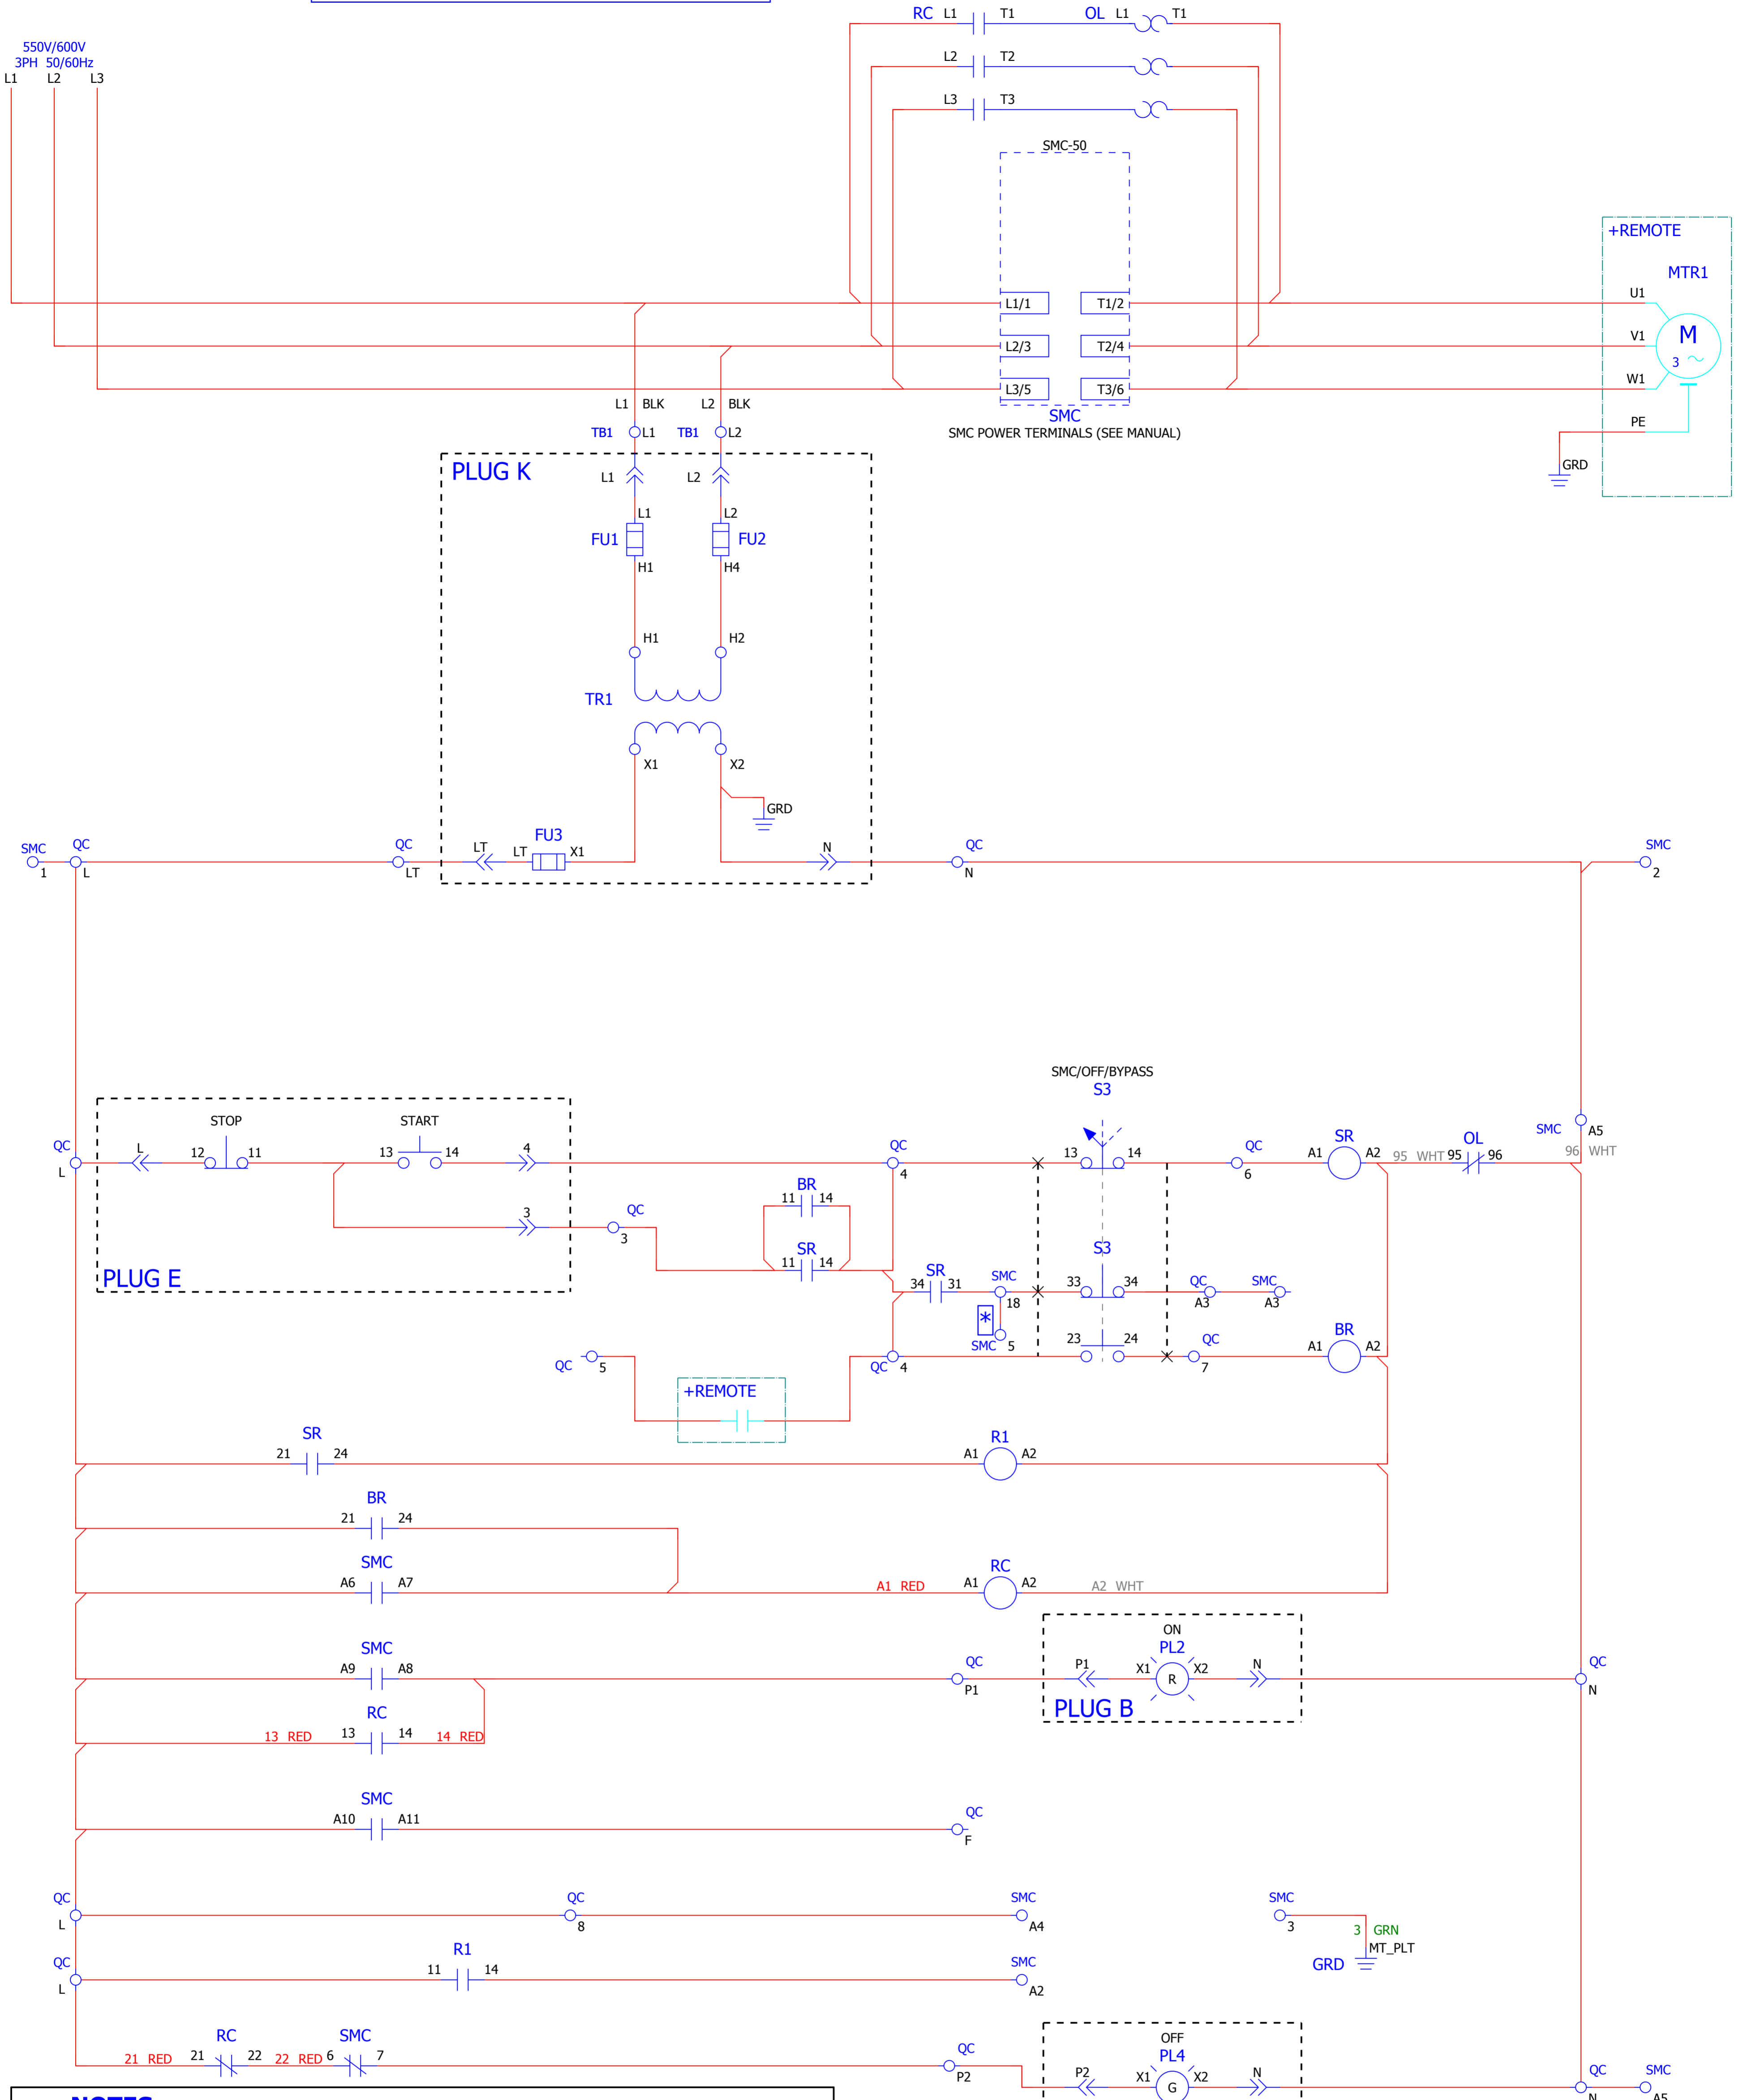 RC L1 T1 OL L1 T1
550V/600V
3PH 50/60Hz
L1 L2 L3
L2 T2
L3 T3
SMC-50
+REMOTE
MTR1
L1/1 T1/2 U1
L2/3 T2/4 V1
M
3
L3/5 T3/6 W1
L1 BLK L2 BLK
SMC
SMC POWER TERMINALS (SEE MANUAL)
TB1 L1 TB1 L2
PE
GRD
PLUG K
L1 L2
L1 L2
FU1 FU2
H1 H4
H1 H2
TR1
X1 X2
GRD
SMC QC QC LT LT FU3 X1 N QC SMC
1 L LT N 2
SMC/OFF/BYPASS
S3
STOP START
QC L 12 11 13 14 4 QC 13 14 QC SR OL SMC A5
L 4 6 A1 A2 95 WHT 95 96 96 WHT
BR
11 14
3 QC
3
SR
11 14
S3
PLUG E
SR
34 31 SMC 33 34 QC SMC
18 A3 A3
*
SMC 5 23 24 QC BR
A1 A2
QC 5 QC 4 7
+REMOTE
SR R1
21 24 A1 A2
BR
21 24
SMC RC
A6 A7 A1 RED A1 A2 A2 WHT
ON
SMC PL2
A9 A8 QC P1 X1 R X2 N QC
P1 N
PLUG B
RC
13 RED 13 14 14 RED
SMC
A10 A11 QC
F
QC QC SMC SMC
L 8 A4 3
3 GRN
MT_PLT
GRD
QC R1 SMC
L 11 14 A2
OFF
RC SMC PL4
21 RED 21 22 22 RED 6 7 QC
P2
P2 X1 G X2 N QC SMC
N A5
NOTES